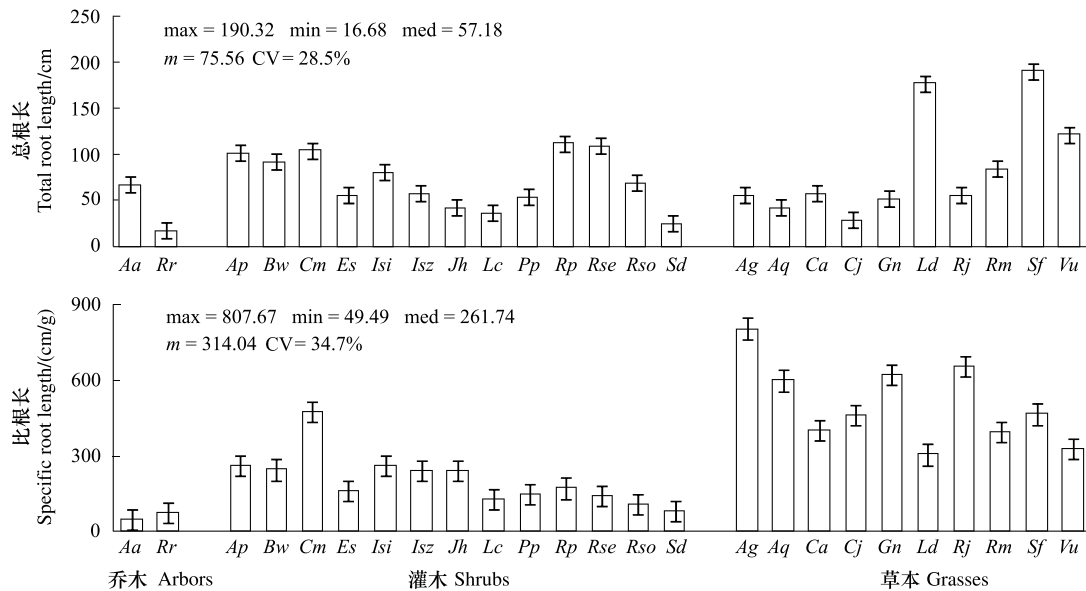 250
200
150
100
50
0
总根长
Total root length/cm
max = 190.32 min = 16.68 med = 57.18
m = 75.56 CV = 28.5%
Aa Rr Ap Bw Cm Es Isi Isz Jh Lc Pp Rp Rse Rso Sd Ag Aq Ca Cj Gn Ld Rj Rm Sf Vu
900
600
300
0
比根长
Specific root length/(cm/g)
max = 807.67 min = 49.49 med = 261.74
m = 314.04 CV = 34.7%
Aa Rr Ap Bw Cm Es Isi Isz Jh Lc Pp Rp Rse Rso Sd Ag Aq Ca Cj Gn Ld Rj Rm Sf Vu
乔木 Arbors 灌木 Shrubs 草本 Grasses